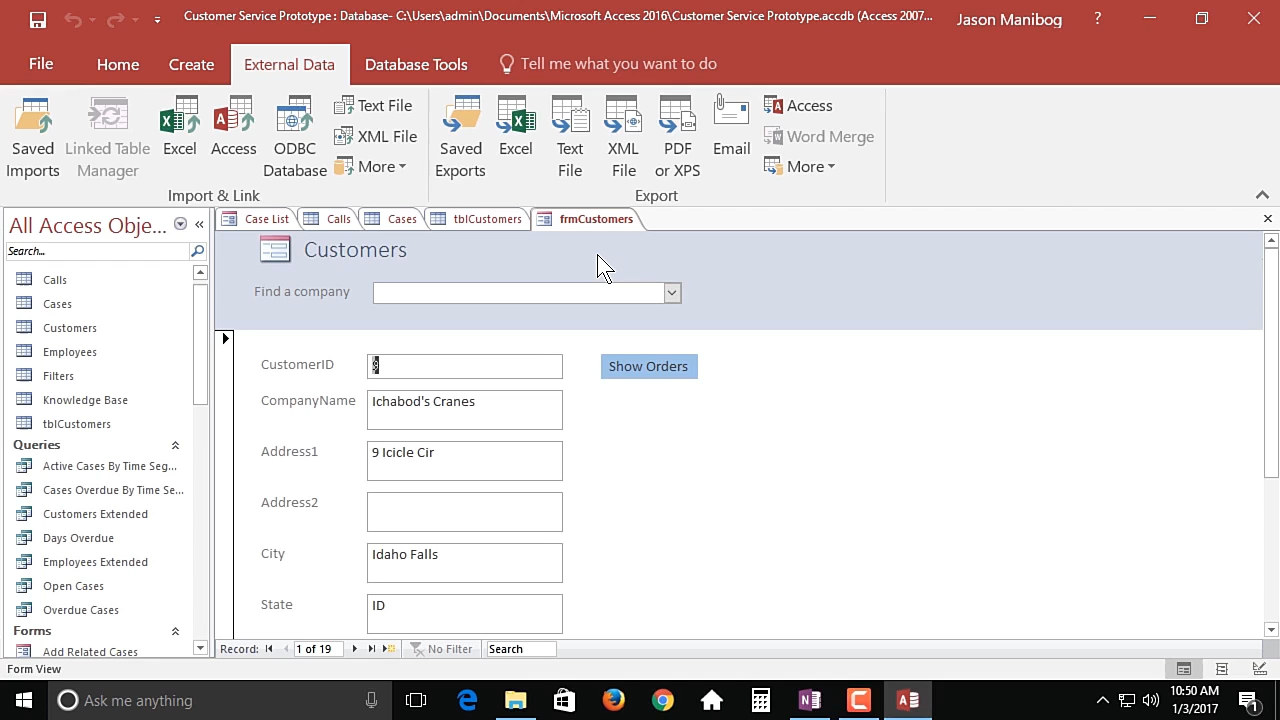 Customer Service Prototype : Database- C:\Users\admin\Documents\Microsoft Access 2016\Customer Service Prototype.accdb (Access 2007...
Jason Manibog
?
File
Home
Create
External Data
Database Tools
Tell me what you want to do
Saved Imports
Linked Table Manager
Excel
Access
ODBC Database
Text File
XML File
More
Import & Link
Saved Exports
Excel
Text File
XML File
PDF or XPS
Email
Access
Word Merge
More
Export
All Access Obje...
Search...
Calls
Cases
Customers
Employees
Filters
Knowledge Base
tblCustomers
Queries
Active Cases By Time Seg...
Cases Overdue By Time Se...
Customers Extended
Days Overdue
Employees Extended
Open Cases
Overdue Cases
Forms
Add Related Cases
Case List
Calls
Cases
tblCustomers
frmCustomers
Customers
Find a company
CustomerID
9
Show Orders
CompanyName
Ichabod's Cranes
Address1
9 Icicle Cir
Address2
City
Idaho Falls
State
ID
Record:
1 of 19
No Filter
Search
Form View
Ask me anything
10:50 AM
1/3/2017
1